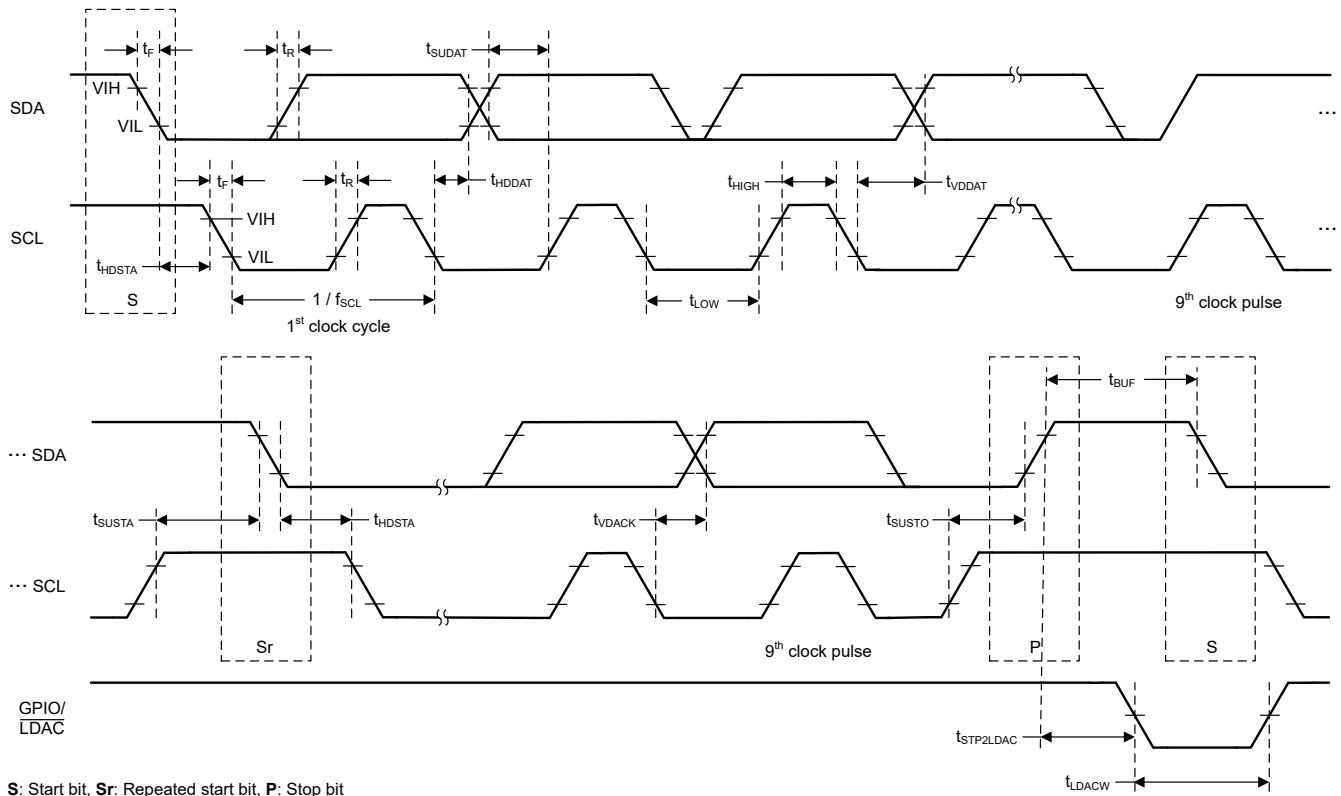 tF tR tSUDAT
VIH
SDA
VIL
...
tF tR tHDDAT tHIGH tVDDAT
VIH
SCL
VIL
...
tHDSTA
S
1 / fSCL
1st clock cycle
tLOW
9th clock pulse
tBUF
... SDA
tSUSTA tHDSTA tVDACK tSUSTO
... SCL
Sr
9th clock pulse
P
S
GPIO/
LDAC
tSTP2LDAC
tLDACW
S: Start bit, Sr: Repeated start bit, P: Stop bit